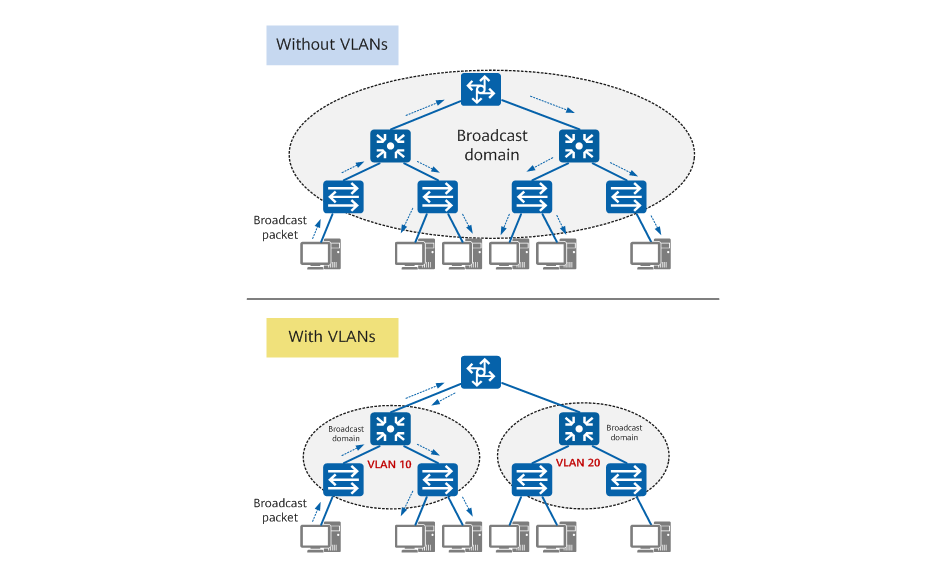 Without VLANs
Broadcast
domain
Broadcast
packet
With VLANs
Broadcast
domain
VLAN 10
Broadcast
domain
VLAN 20
Broadcast
packet